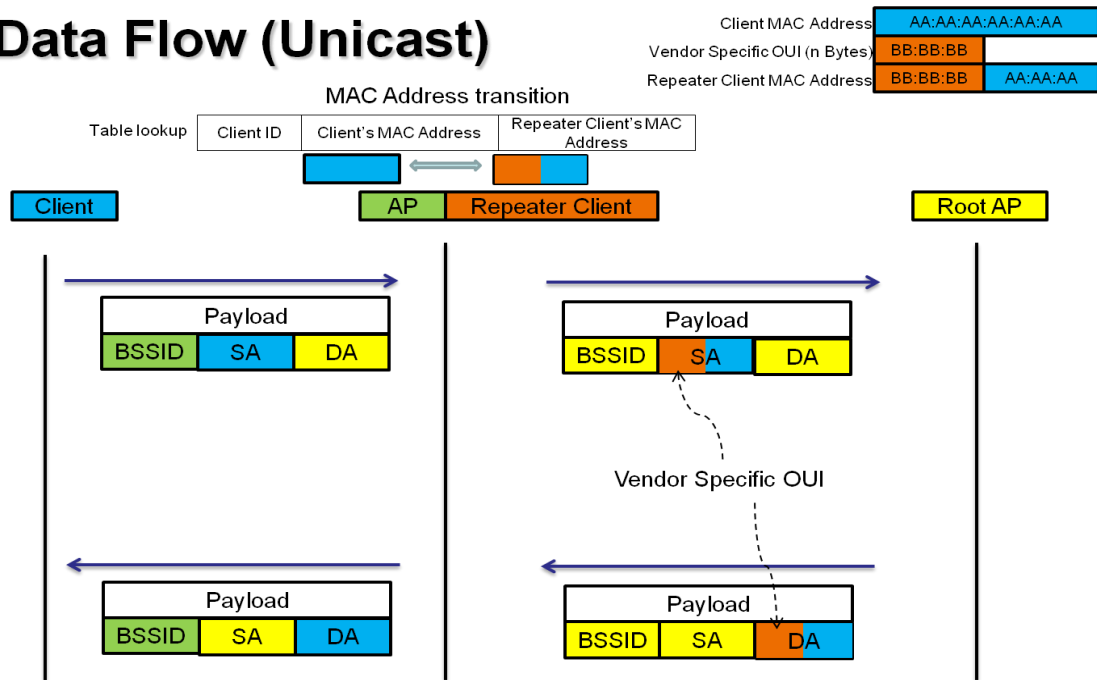 Data Flow (Unicast)
Client MAC Address AA:AA:AA:AA:AA:AA
Vendor Specific OUI (n Bytes) BB:BB:BB
Repeater Client MAC Address BB:BB:BB AA:AA:AA
MAC Address transition
Table lookup Client ID Client's MAC Address Repeater Client's MAC
Address
Client AP Repeater Client Root AP
Payload
BSSID SA DA
Payload
BSSID SA DA
Vendor Specific OUI
Payload
BSSID SA DA
Payload
BSSID SA DA